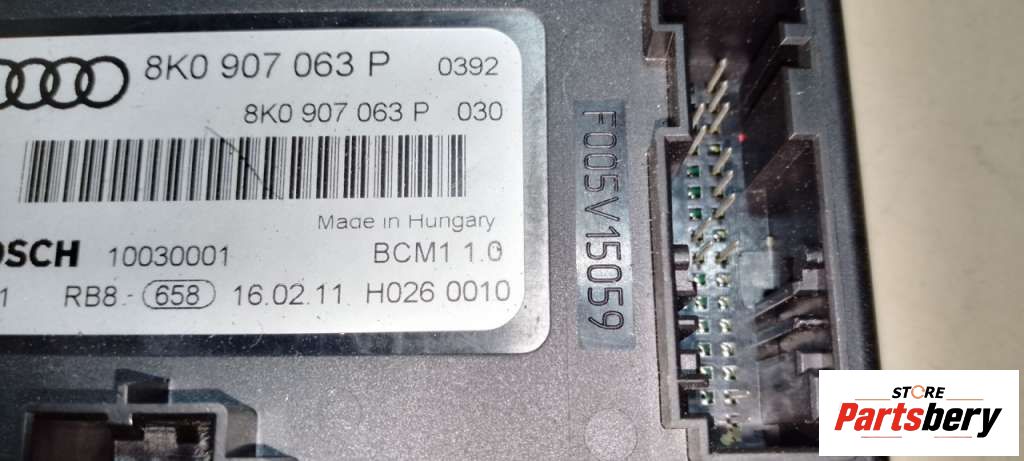 8K0 907 063 P 0392
8K0 907 063 P 030
Made in Hungary
OSCH 10030001 BCM1 1.0
1 RB8-658 16.02.11 H026 0010
F005V15059
STORE
Partsbery